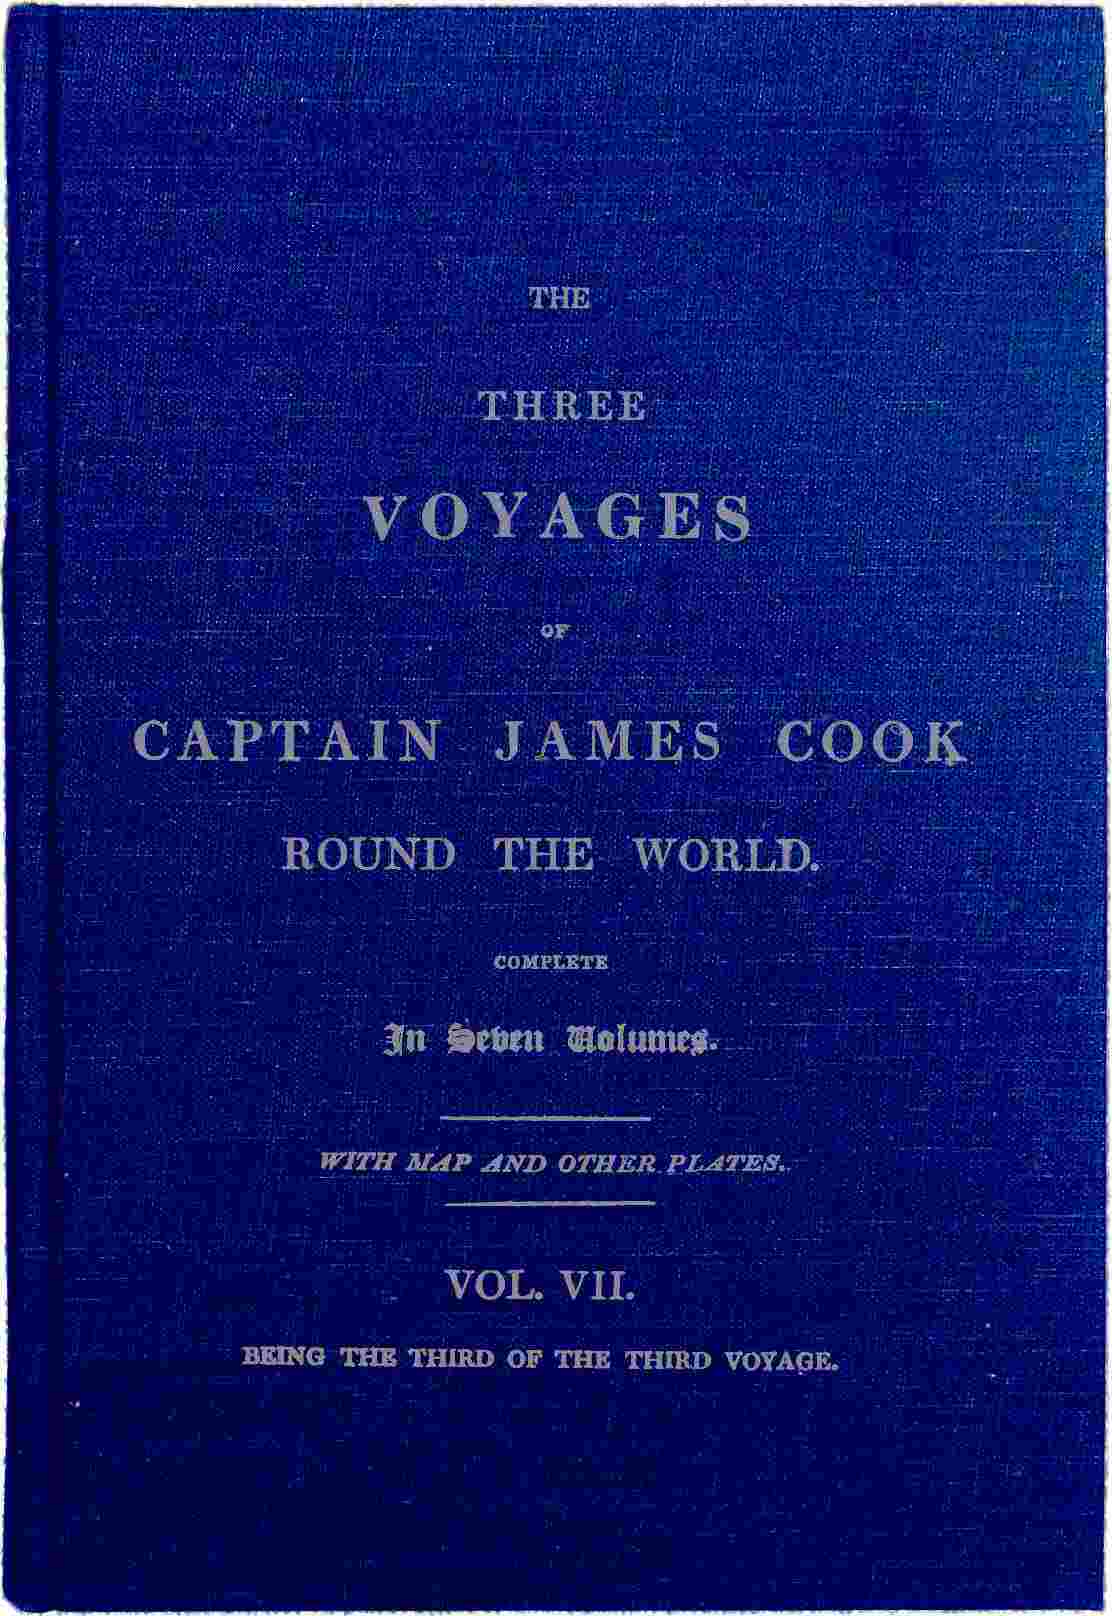 THE
THREE
VOYAGES
OF
CAPTAIN JAMES COOK
ROUND THE WORLD.
COMPLETE
In Seven Volumes.
WITH MAP AND OTHER PLATES.
VOL. VII.
BEING THE THIRD OF THE THIRD VOYAGE.